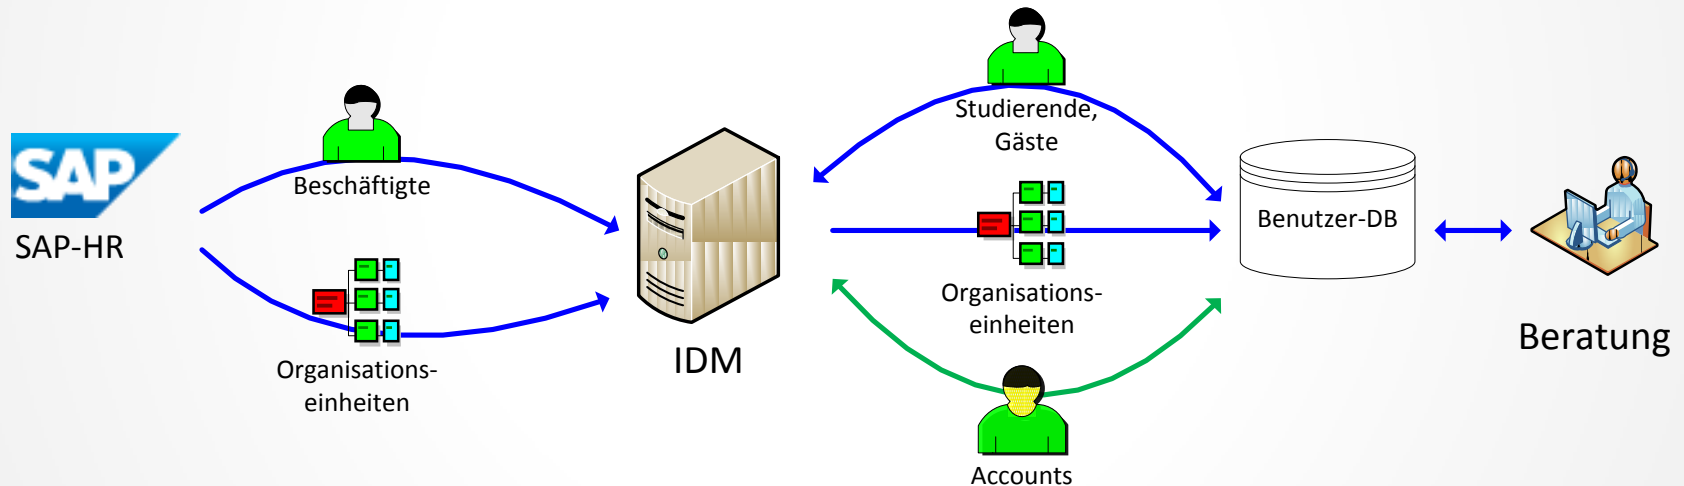 SAP
SAP-HR
Beschäftigte
Organisations-
einheiten
IDM
Studierende,
Gäste
Organisations-
einheiten
Accounts
Benutzer-DB
Beratung